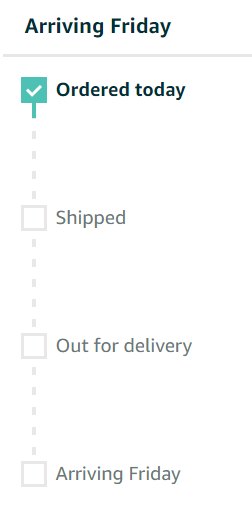 Arriving Friday
Ordered today
Shipped
Out for delivery
Arriving Friday